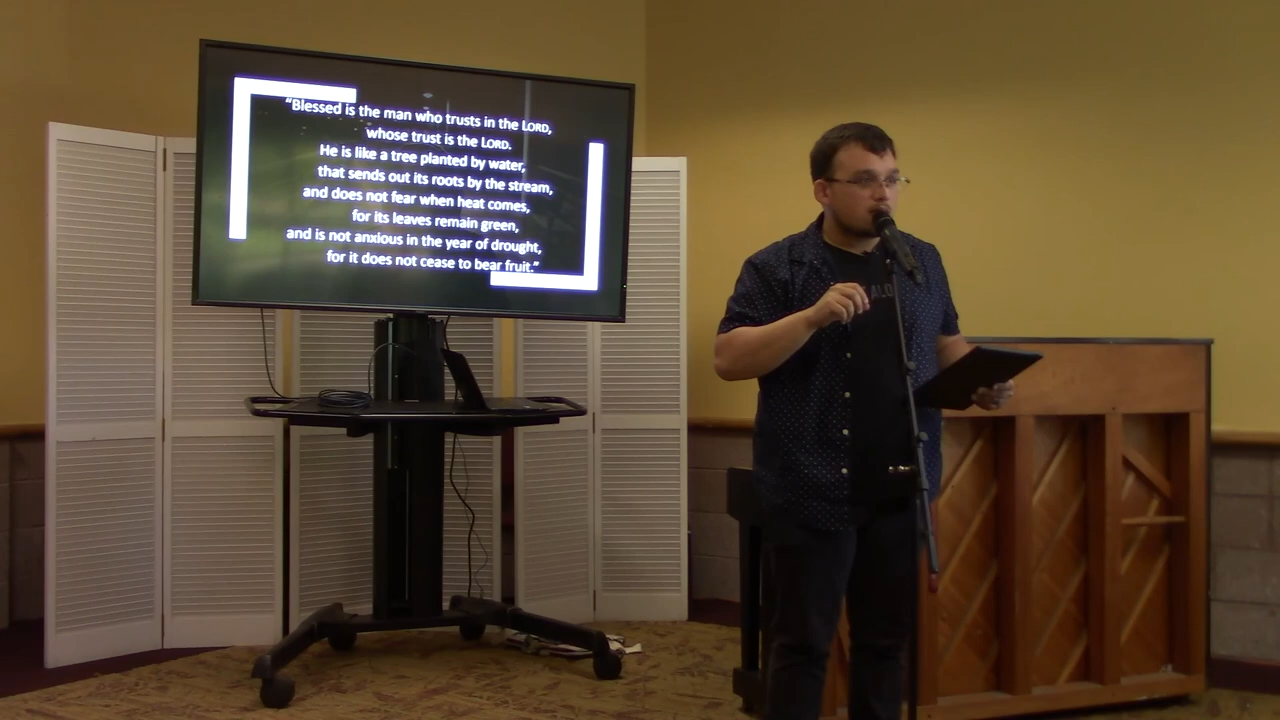 “Blessed is the man who trusts in the LORD,
whose trust is the LORD.
He is like a tree planted by water,
that sends out its roots by the stream,
and does not fear when heat comes,
for its leaves remain green,
and is not anxious in the year of drought,
for it does not cease to bear fruit.”